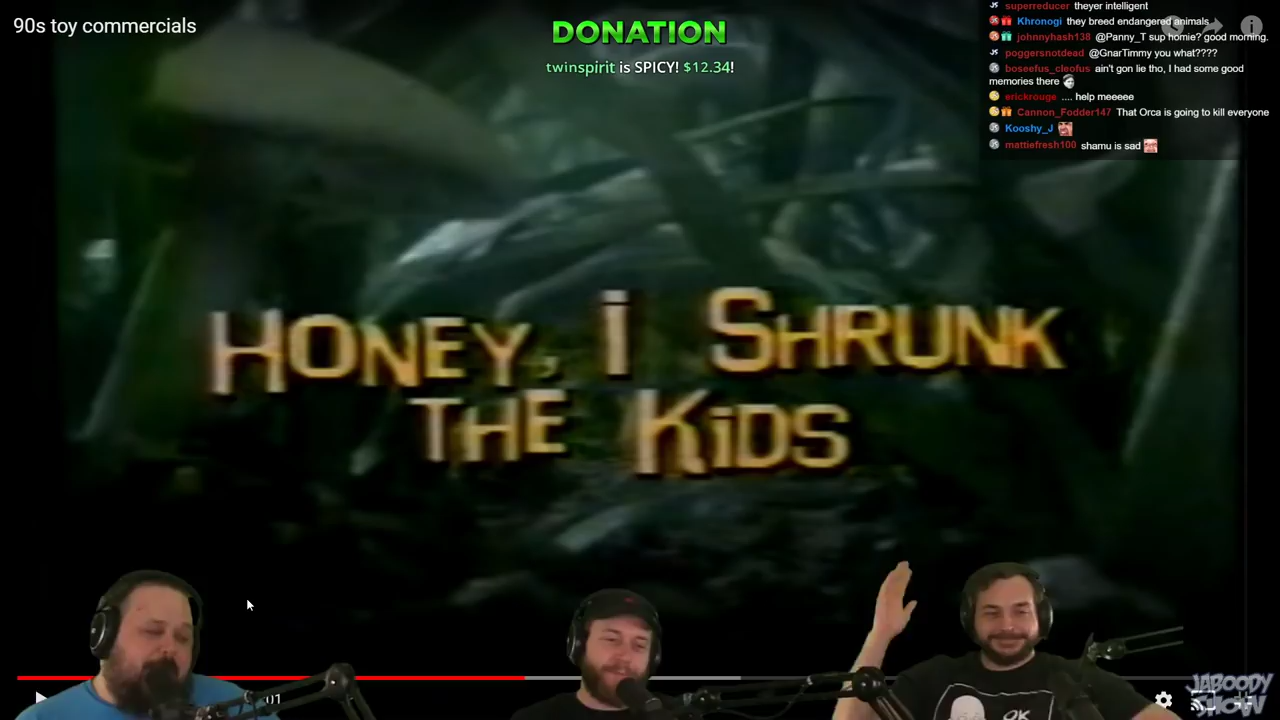 90s toy commercials
DONATION
twinspirit is SPICY! $12.34!
superreducer theyer intelligent
Khronogi they breed endangered animals
johnnyhash138 @Panny_T sup homie? good morning.
poggersnotdead @GnarTimmy you what????
boseefus_cleofus ain't gon lie tho, I had some good
memories there
erickrouge .... help meeeee
Cannon_Fodder147 That Orca is going to kill everyone
Kooshy_J
mattiefresh100 shamu is sad
HONEY, i SHRUNK
THE KiDS
:01
OK
JABOODY
SHOW